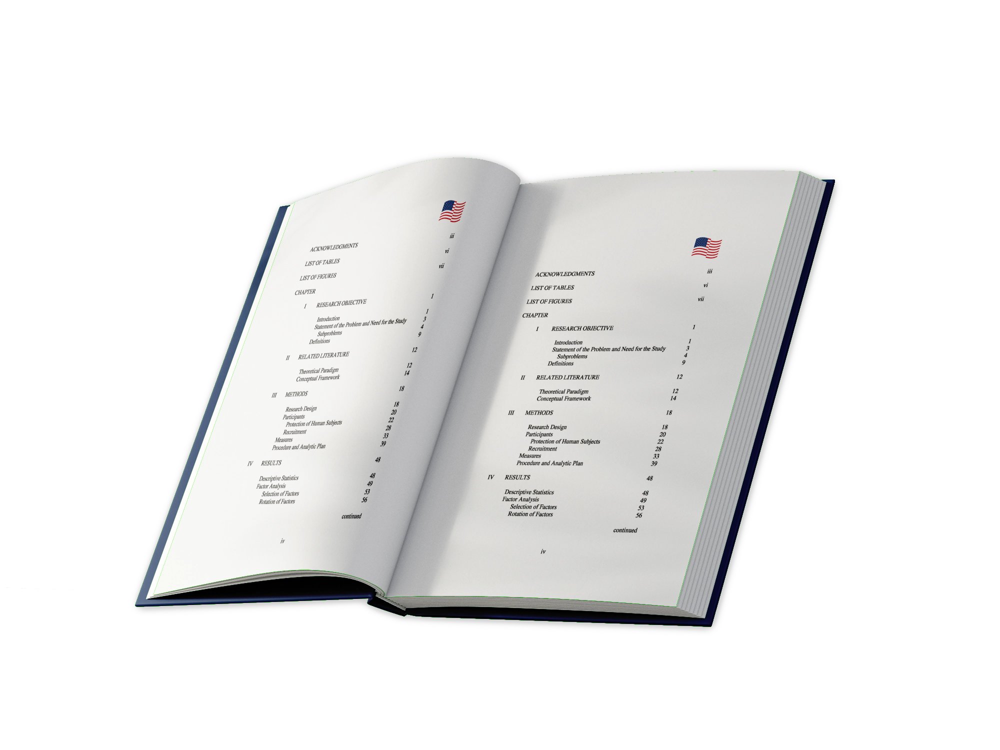 ACKNOWLEDGMENTS iii
LIST OF TABLES vi
LIST OF FIGURES vii
CHAPTER
I RESEARCH OBJECTIVE 1
Introduction 1
Statement of the Problem and Need for the Study 3
Subproblems 4
Definitions 9
II RELATED LITERATURE 12
Theoretical Paradigm 12
Conceptual Framework 14
III METHODS 18
Research Design 18
Participants 20
Protection of Human Subjects 22
Recruitment 28
Measures 33
Procedure and Analytic Plan 39
IV RESULTS 48
Descriptive Statistics 48
Factor Analysis 49
Selection of Factors 53
Rotation of Factors 56
continued
iv
ACKNOWLEDGMENTS iii
LIST OF TABLES vi
LIST OF FIGURES vii
CHAPTER
I RESEARCH OBJECTIVE 1
Introduction 1
Statement of the Problem and Need for the Study 3
Subproblems 4
Definitions 9
II RELATED LITERATURE 12
Theoretical Paradigm 12
Conceptual Framework 14
III METHODS 18
Research Design 18
Participants 20
Protection of Human Subjects 22
Recruitment 28
Measures 33
Procedure and Analytic Plan 39
IV RESULTS 48
Descriptive Statistics 48
Factor Analysis 49
Selection of Factors 53
Rotation of Factors 56
continued
iv